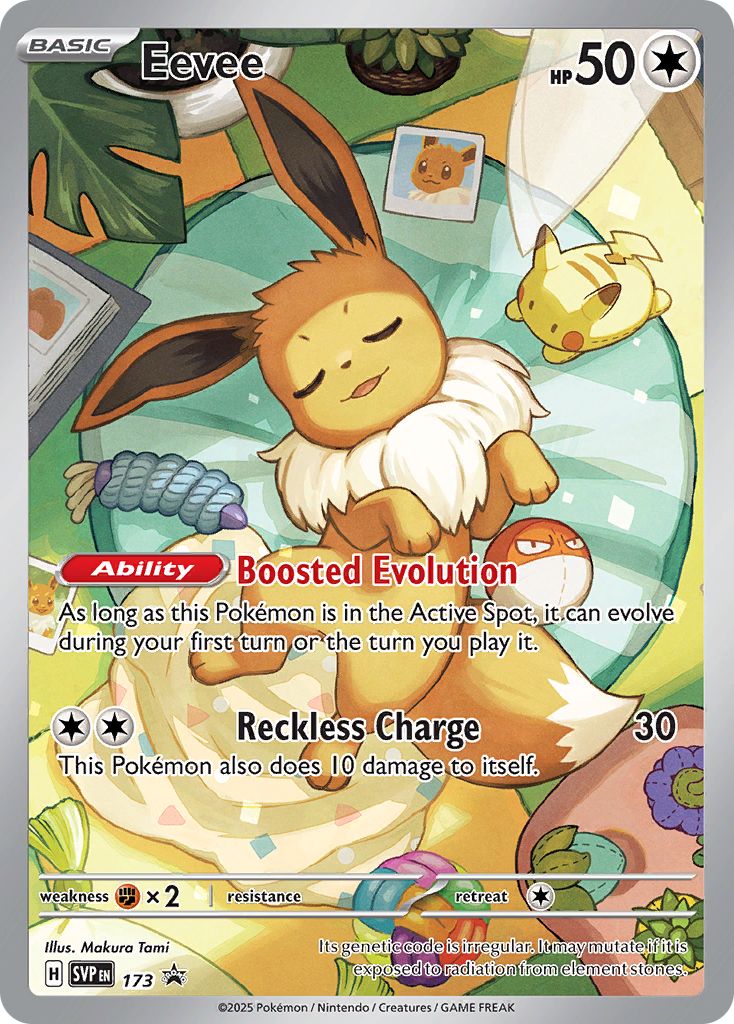 BASIC Eevee HP 50
Ability Boosted Evolution
As long as this Pokémon is in the Active Spot, it can evolve
during your first turn or the turn you play it.
Reckless Charge 30
This Pokémon also does 10 damage to itself.
weakness ×2 resistance retreat
Illus. Makura Tami
Its genetic code is irregular. It may mutate if it is
exposed to radiation from element stones.
H SVP EN 173
©2025 Pokémon / Nintendo / Creatures / GAME FREAK